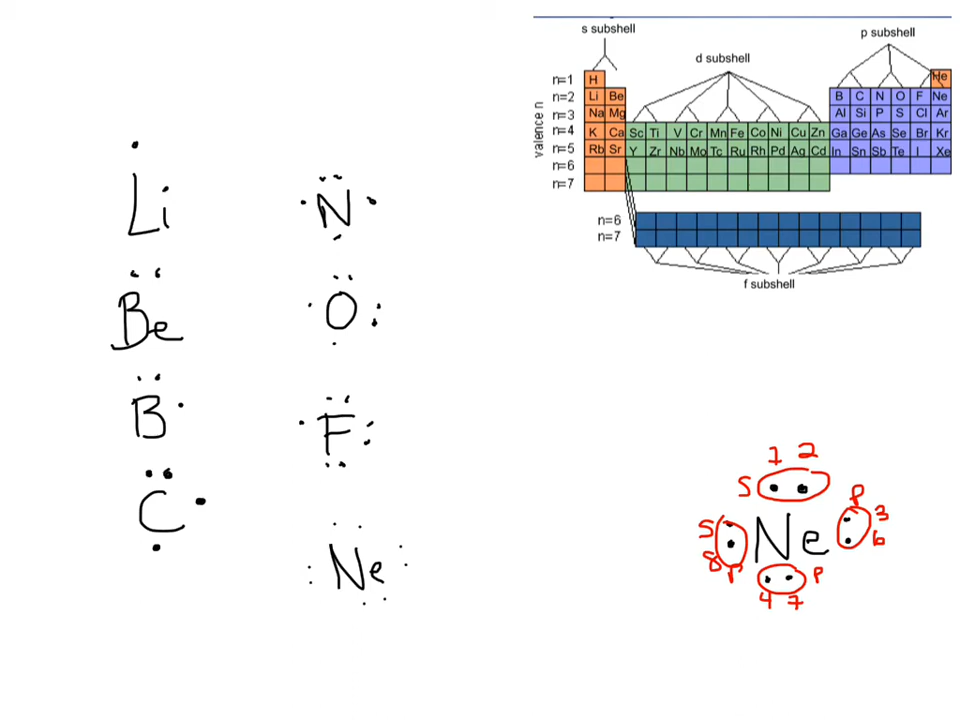 Li
Be
B
C
N
O
F
Ne
s subshell
d subshell
p subshell
valence n
n=1 H He
n=2 Li Be B C N O F Ne
n=3 Na Mg Al Si P S Cl Ar
n=4 K Ca Sc Ti V Cr Mn Fe Co Ni Cu Zn Ga Ge As Se Br Kr
n=5 Rb Sr Y Zr Nb Mo Tc Ru Rh Pd Ag Cd In Sn Sb Te I Xe
n=6
n=7
n=6
n=7
f subshell
1 2
S
P
5 Ne 3
8 6
P P
4 7